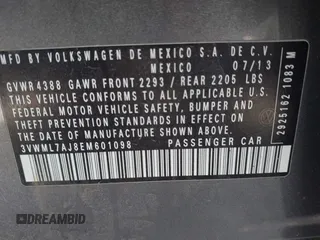 MFD BY VOLKSWAGEN DE MEXICO S.A. DE C.V.
MEXICO 07/13
GVWR 4388 GAWR FRONT 2293 / REAR 2205 LBS
THIS VEHICLE CONFORMS TO ALL APPLICABLE U.S.
FEDERAL MOTOR VEHICLE SAFETY, BUMPER AND
THEFT PREVENTION STANDARDS IN EFFECT ON THE
DATE OF MANUFACTURE SHOWN ABOVE.
3VWML7AJ8EM601098 PASSENGER CAR
2925162 1083 M
DREAMBID